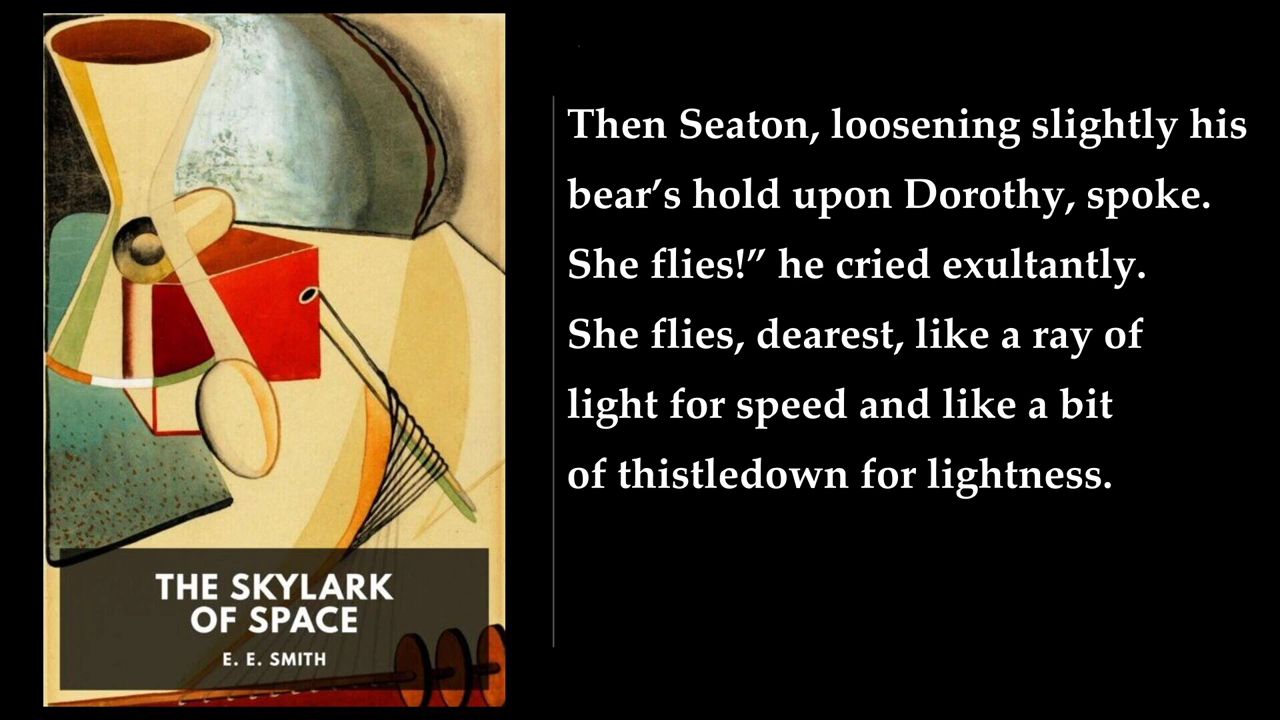 THE SKYLARK
OF SPACE
E. E. SMITH
Then Seaton, loosening slightly his
bear’s hold upon Dorothy, spoke.
She flies!” he cried exultantly.
She flies, dearest, like a ray of
light for speed and like a bit
of thistledown for lightness.